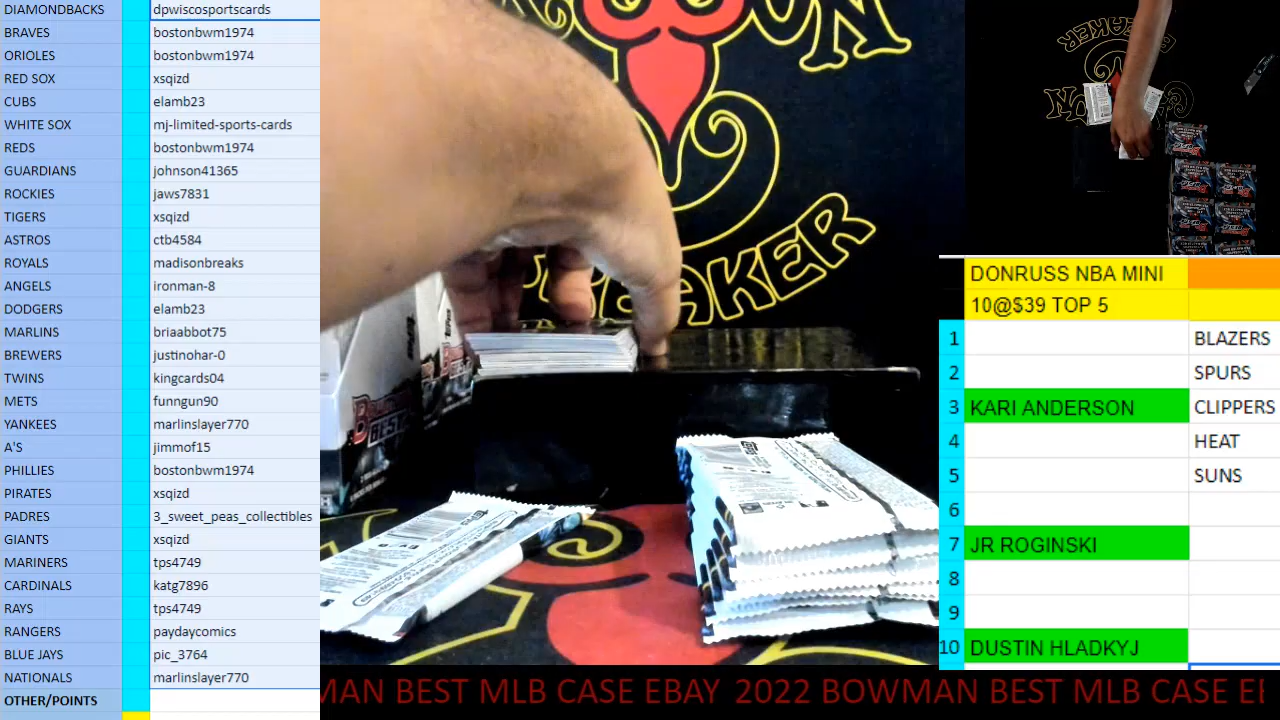 DIAMONDBACKS dpwiscosportscards
BRAVES bostonbwm1974
ORIOLES bostonbwm1974
RED SOX xsqizd
CUBS elamb23
WHITE SOX mj-limited-sports-cards
REDS bostonbwm1974
GUARDIANS johnson41365
ROCKIES jaws7831
TIGERS xsqizd
ASTROS ctb4584
ROYALS madisonbreaks
ANGELS ironman-8
DODGERS elamb23
MARLINS briaabbot75
BREWERS justinohar-0
TWINS kingcards04
METS funngun90
YANKEES marlinslayer770
A'S jimmof15
PHILLIES bostonbwm1974
PIRATES xsqizd
PADRES 3_sweet_peas_collectibles
GIANTS xsqizd
MARINERS tps4749
CARDINALS katg7896
RAYS tps4749
RANGERS paydaycomics
BLUE JAYS pic_3764
NATIONALS marlinslayer770
OTHER/POINTS
BREAKER
BREAKER
DONRUSS NBA MINI
10@$39 TOP 5
1 BLAZERS
2 SPURS
3 KARI ANDERSON CLIPPERS
4 HEAT
5 SUNS
6
7 JR ROGINSKI
8
9
10 DUSTIN HLADKYJ
MAN BEST MLB CASE EBAY 2022 BOWMAN BEST MLB CASE